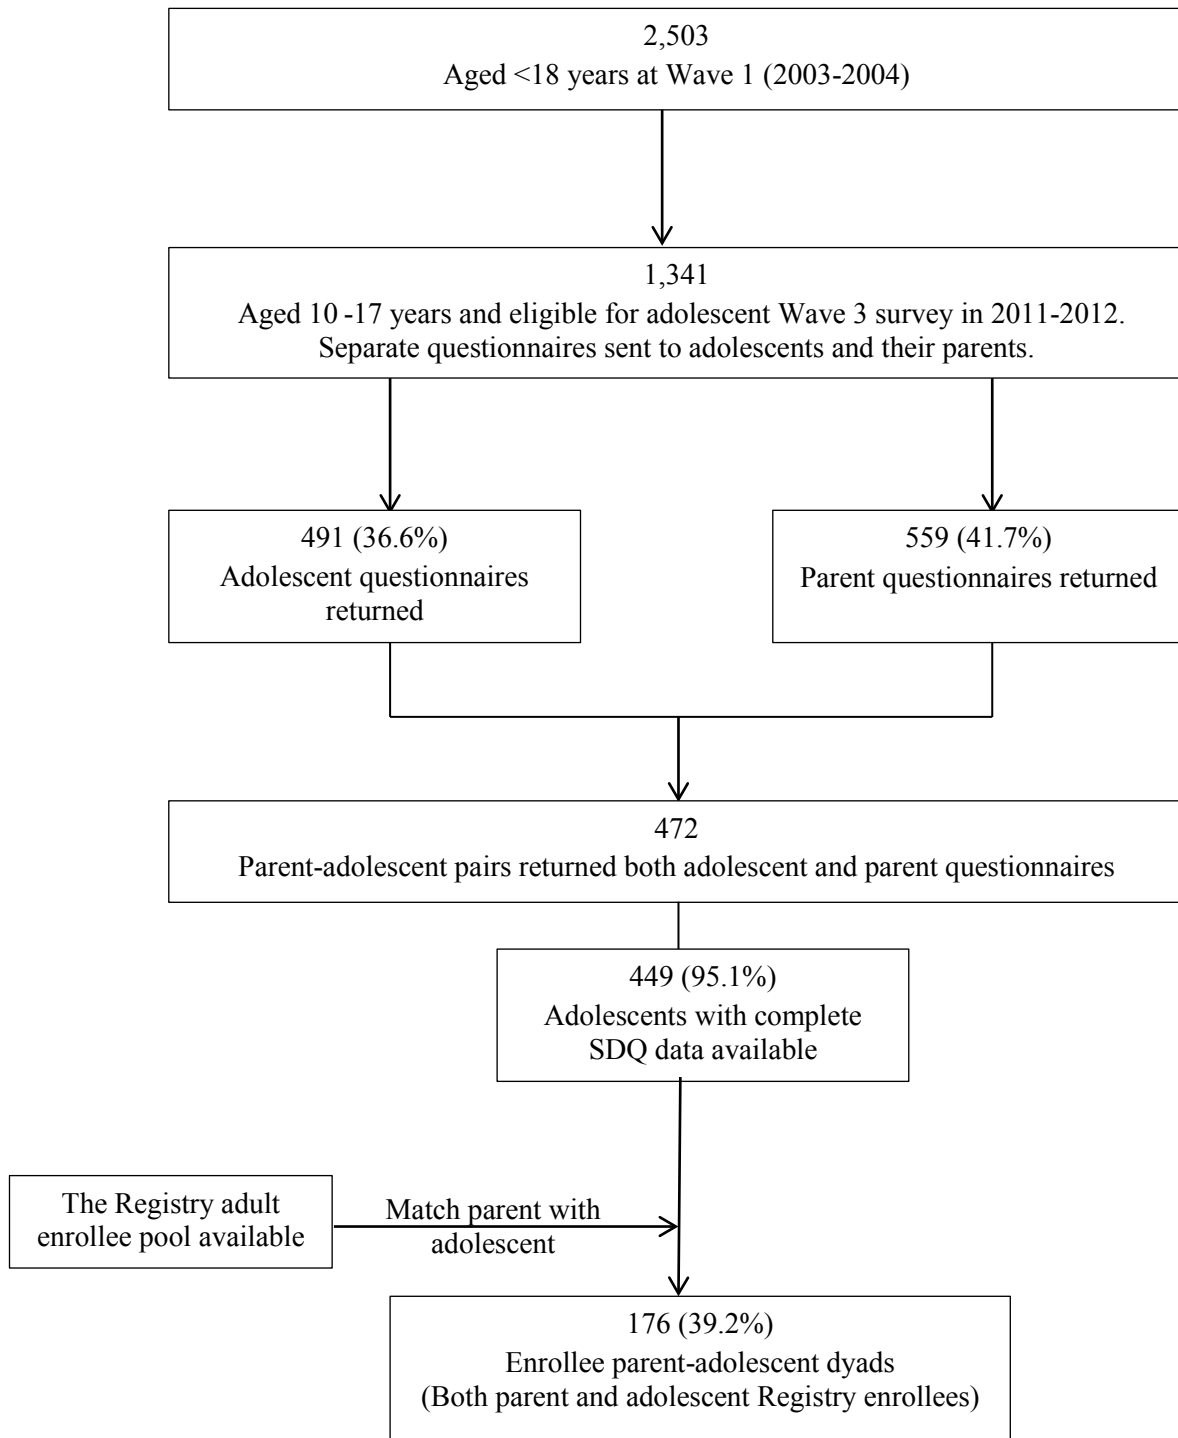 2,503
Aged <18 years at Wave 1 (2003-2004)
1,341
Aged 10 -17 years and eligible for adolescent Wave 3 survey in 2011-2012.
Separate questionnaires sent to adolescents and their parents.
491 (36.6%)
Adolescent questionnaires
returned
559 (41.7%)
Parent questionnaires returned
472
Parent-adolescent pairs returned both adolescent and parent questionnaires
449 (95.1%)
Adolescents with complete
SDQ data available
The Registry adult
enrollee pool available
Match parent with
adolescent
176 (39.2%)
Enrollee parent-adolescent dyads
(Both parent and adolescent Registry enrollees)